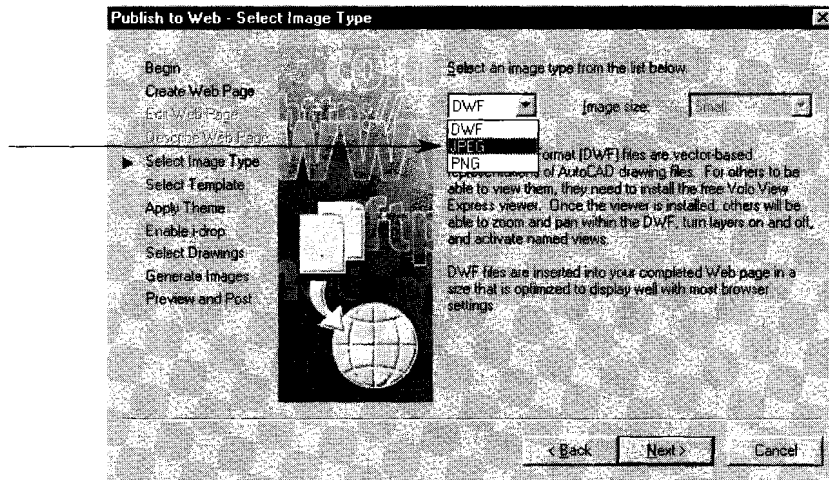 Publish to Web - Select Image Type
Begin
Create Web Page
Edit Web Page
Describe Web Page
Select Image Type
Select Template
Apply Theme
Enable i-drop
Select Drawings
Generate Images
Preview and Post
Select an image type from the list below.
DWF
Image size:
Small
DWF
JPEG
PNG
ormat (DWF) files are vector-based
representations of AutoCAD drawing files. For others to be
able to view them, they need to install the free Volo View
Express viewer. Once the viewer is installed, others will be
able to zoom and pan within the DWF, turn layers on and off,
and activate named views.
DWF files are inserted into your completed Web page in a
size that is optimized to display well with most browser
settings.
< Back
Next >
Cancel